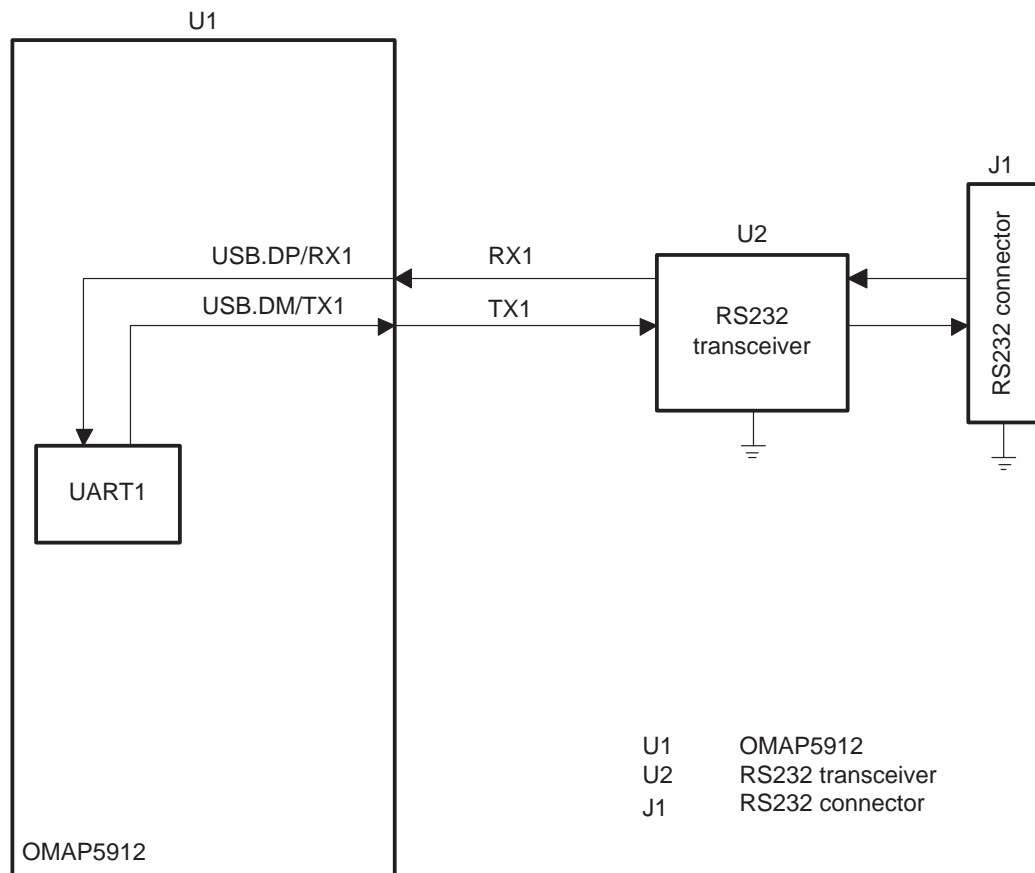 U1
J1
RS232 connector
U2
USB.DP/RX1
RX1
USB.DM/TX1
TX1
RS232
transceiver
UART1
U1 OMAP5912
U2 RS232 transceiver
J1 RS232 connector
OMAP5912